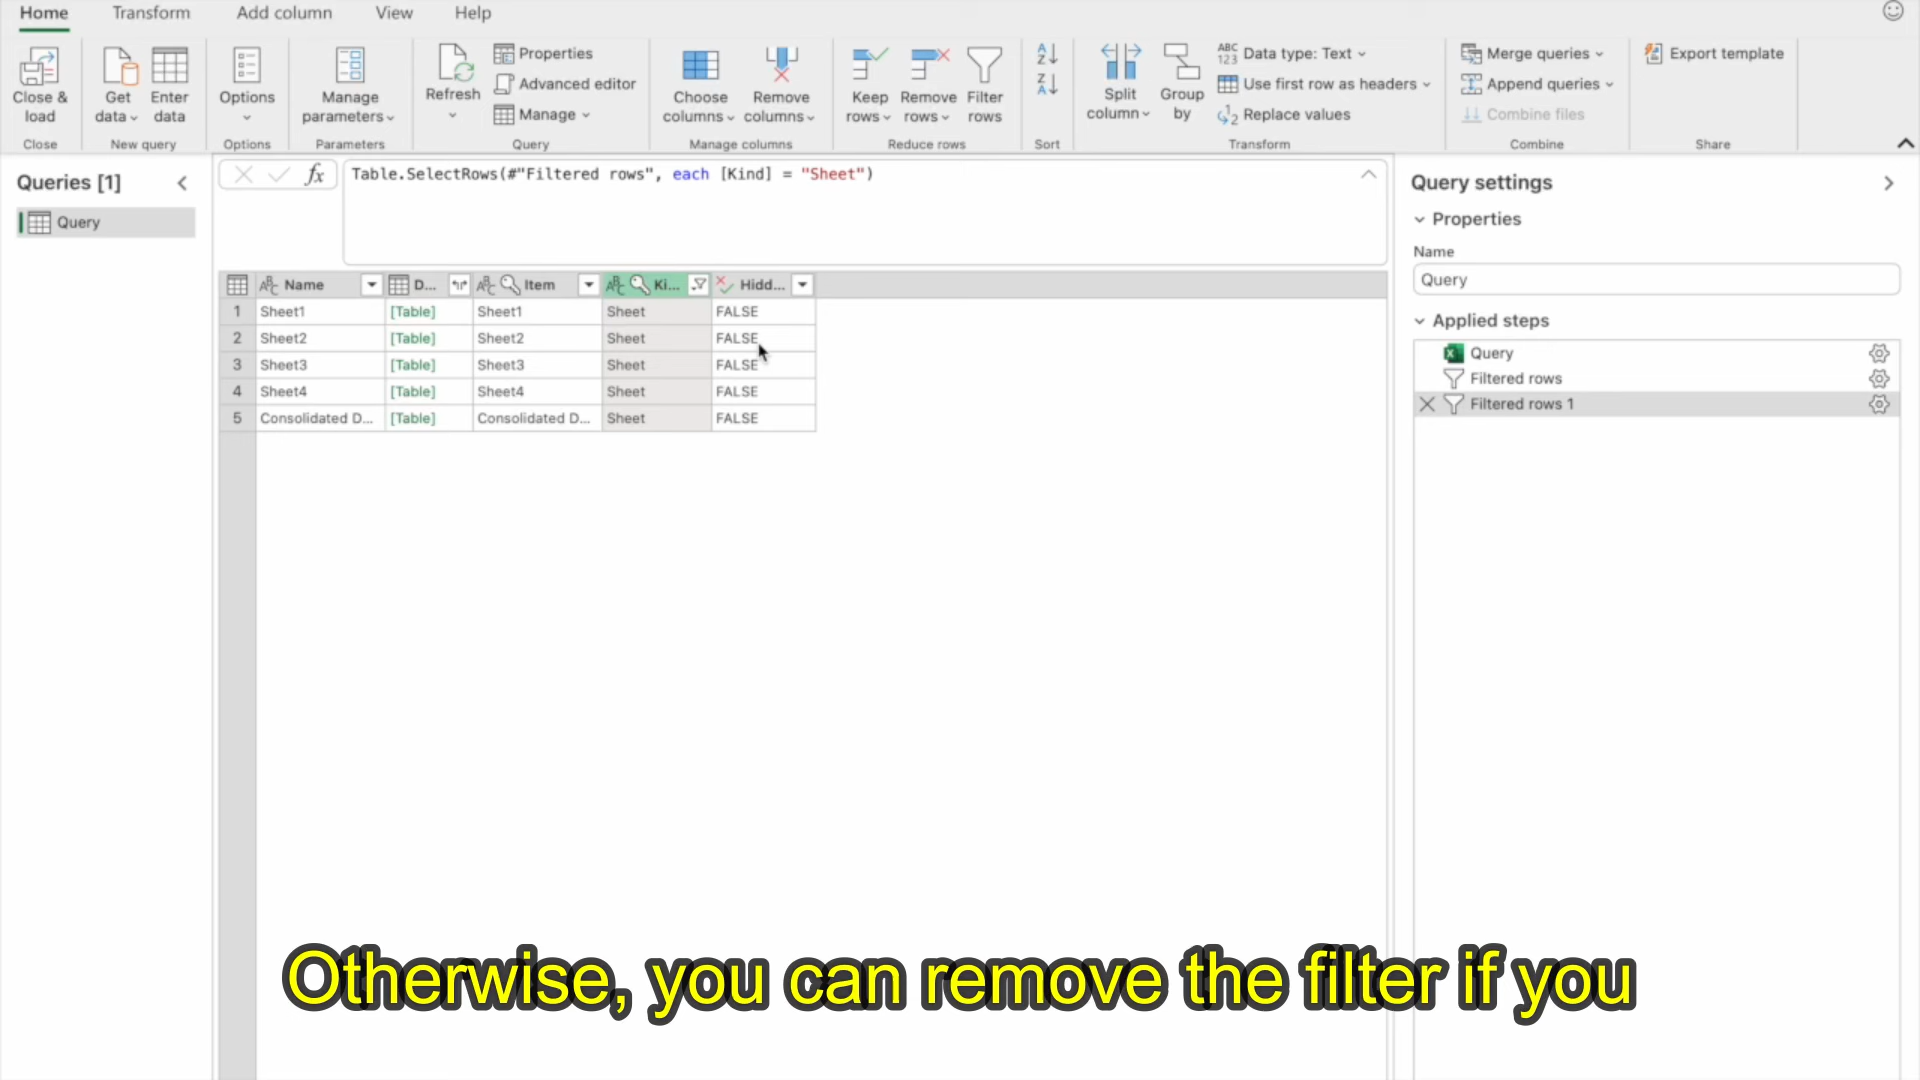 Home Transform Add column View Help
Close & load
Get data
Enter data
Options
Manage parameters
Refresh
Properties
Advanced editor
Manage
Choose columns
Remove columns
Keep rows
Remove rows
Filter rows
Split column
Group by
Data type: Text
Use first row as headers
Replace values
Merge queries
Append queries
Combine files
Export template
Close New query Options Parameters Query Manage columns Reduce rows Sort Transform Combine Share
Queries [1]
Query
fx Table.SelectRows(#"Filtered rows", each [Kind] = "Sheet")
Name D... Item Ki... Hidd...
1 Sheet1 [Table] Sheet1 Sheet FALSE
2 Sheet2 [Table] Sheet2 Sheet FALSE
3 Sheet3 [Table] Sheet3 Sheet FALSE
4 Sheet4 [Table] Sheet4 Sheet FALSE
5 Consolidated D... [Table] Consolidated D... Sheet FALSE
Query settings
Properties
Name
Query
Applied steps
Query
Filtered rows
Filtered rows 1
Otherwise, you can remove the filter if you